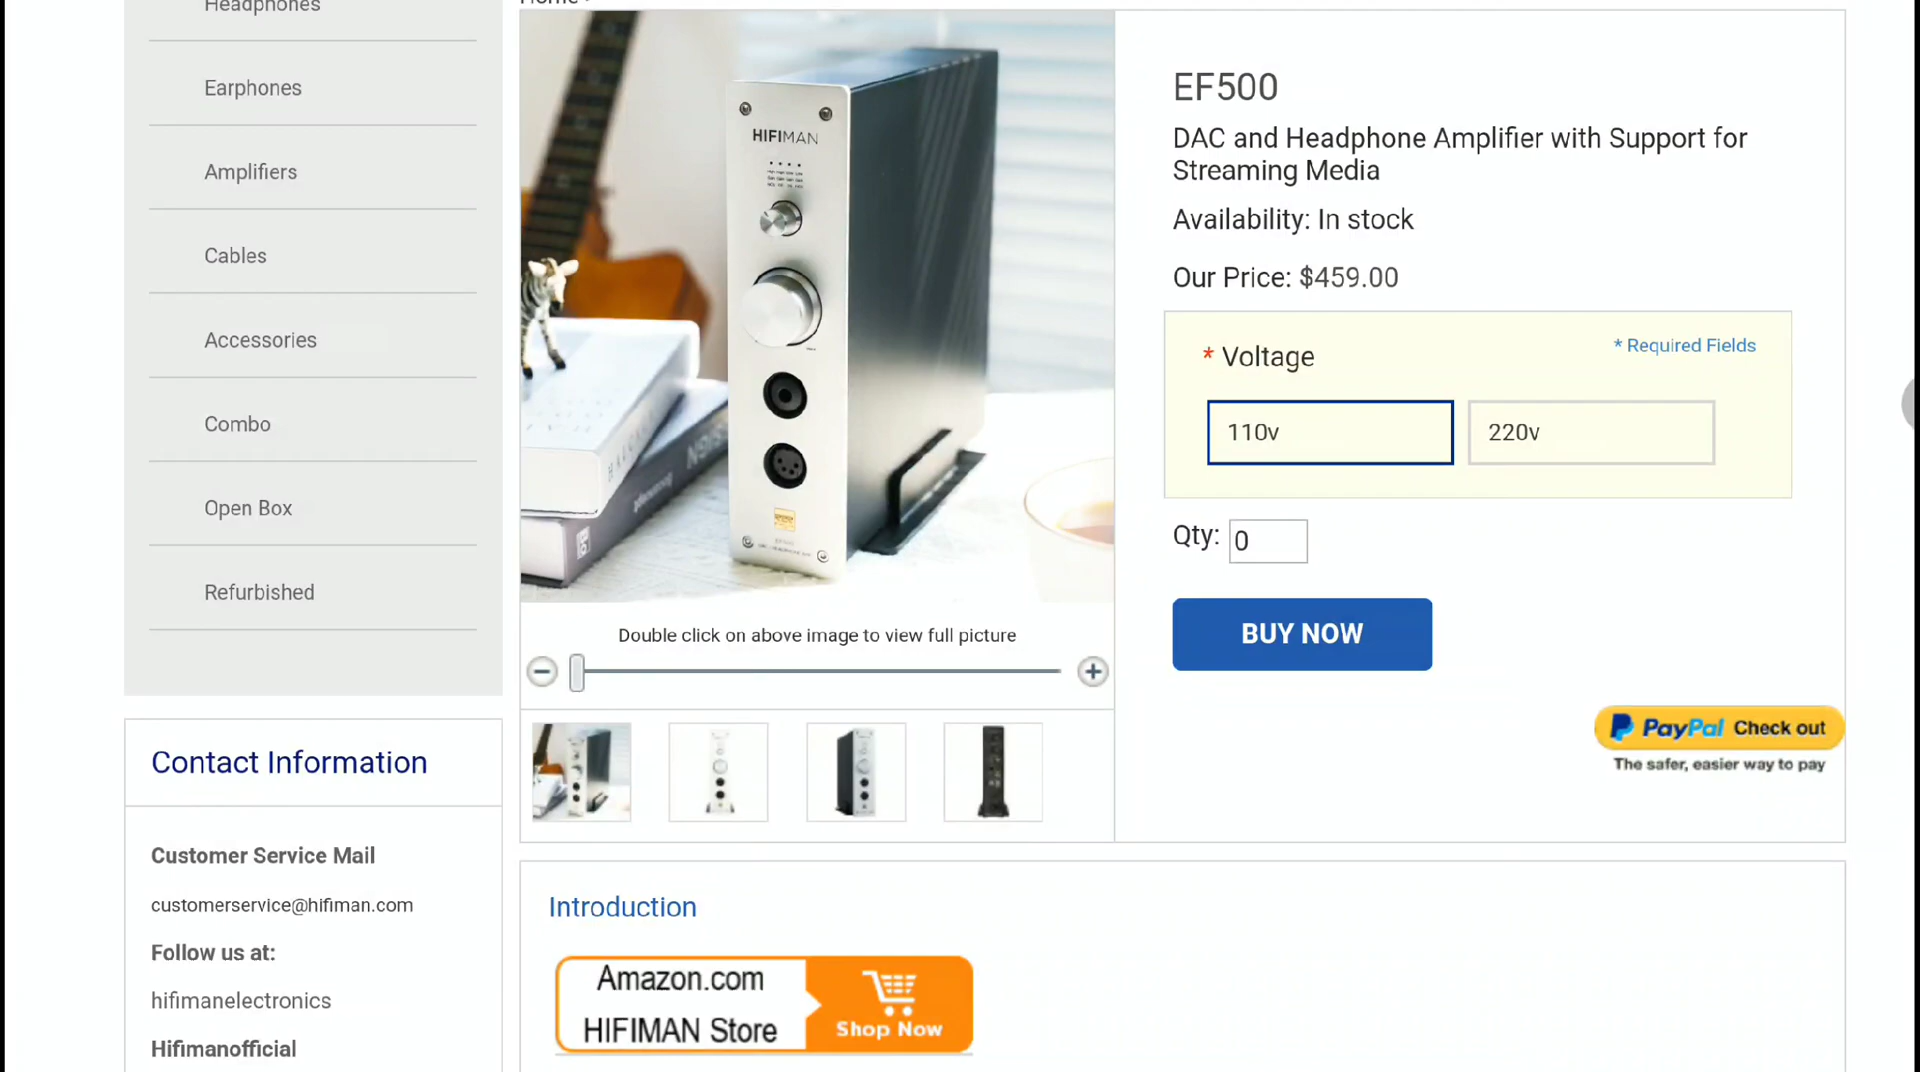 Headphones
Earphones
Amplifiers
Cables
Accessories
Combo
Open Box
Refurbished
Contact Information
Customer Service Mail
customerservice@hifiman.com
Follow us at:
hifimanelectronics
Hifimanofficial
Home
HIFIMAN
Double click on above image to view full picture
EF500
DAC and Headphone Amplifier with Support for
Streaming Media
Availability: In stock
Our Price: $459.00
* Voltage
* Required Fields
110v
220v
Qty: 0
BUY NOW
PayPal Check out
The safer, easier way to pay
Introduction
Amazon.com
HIFIMAN Store
Shop Now